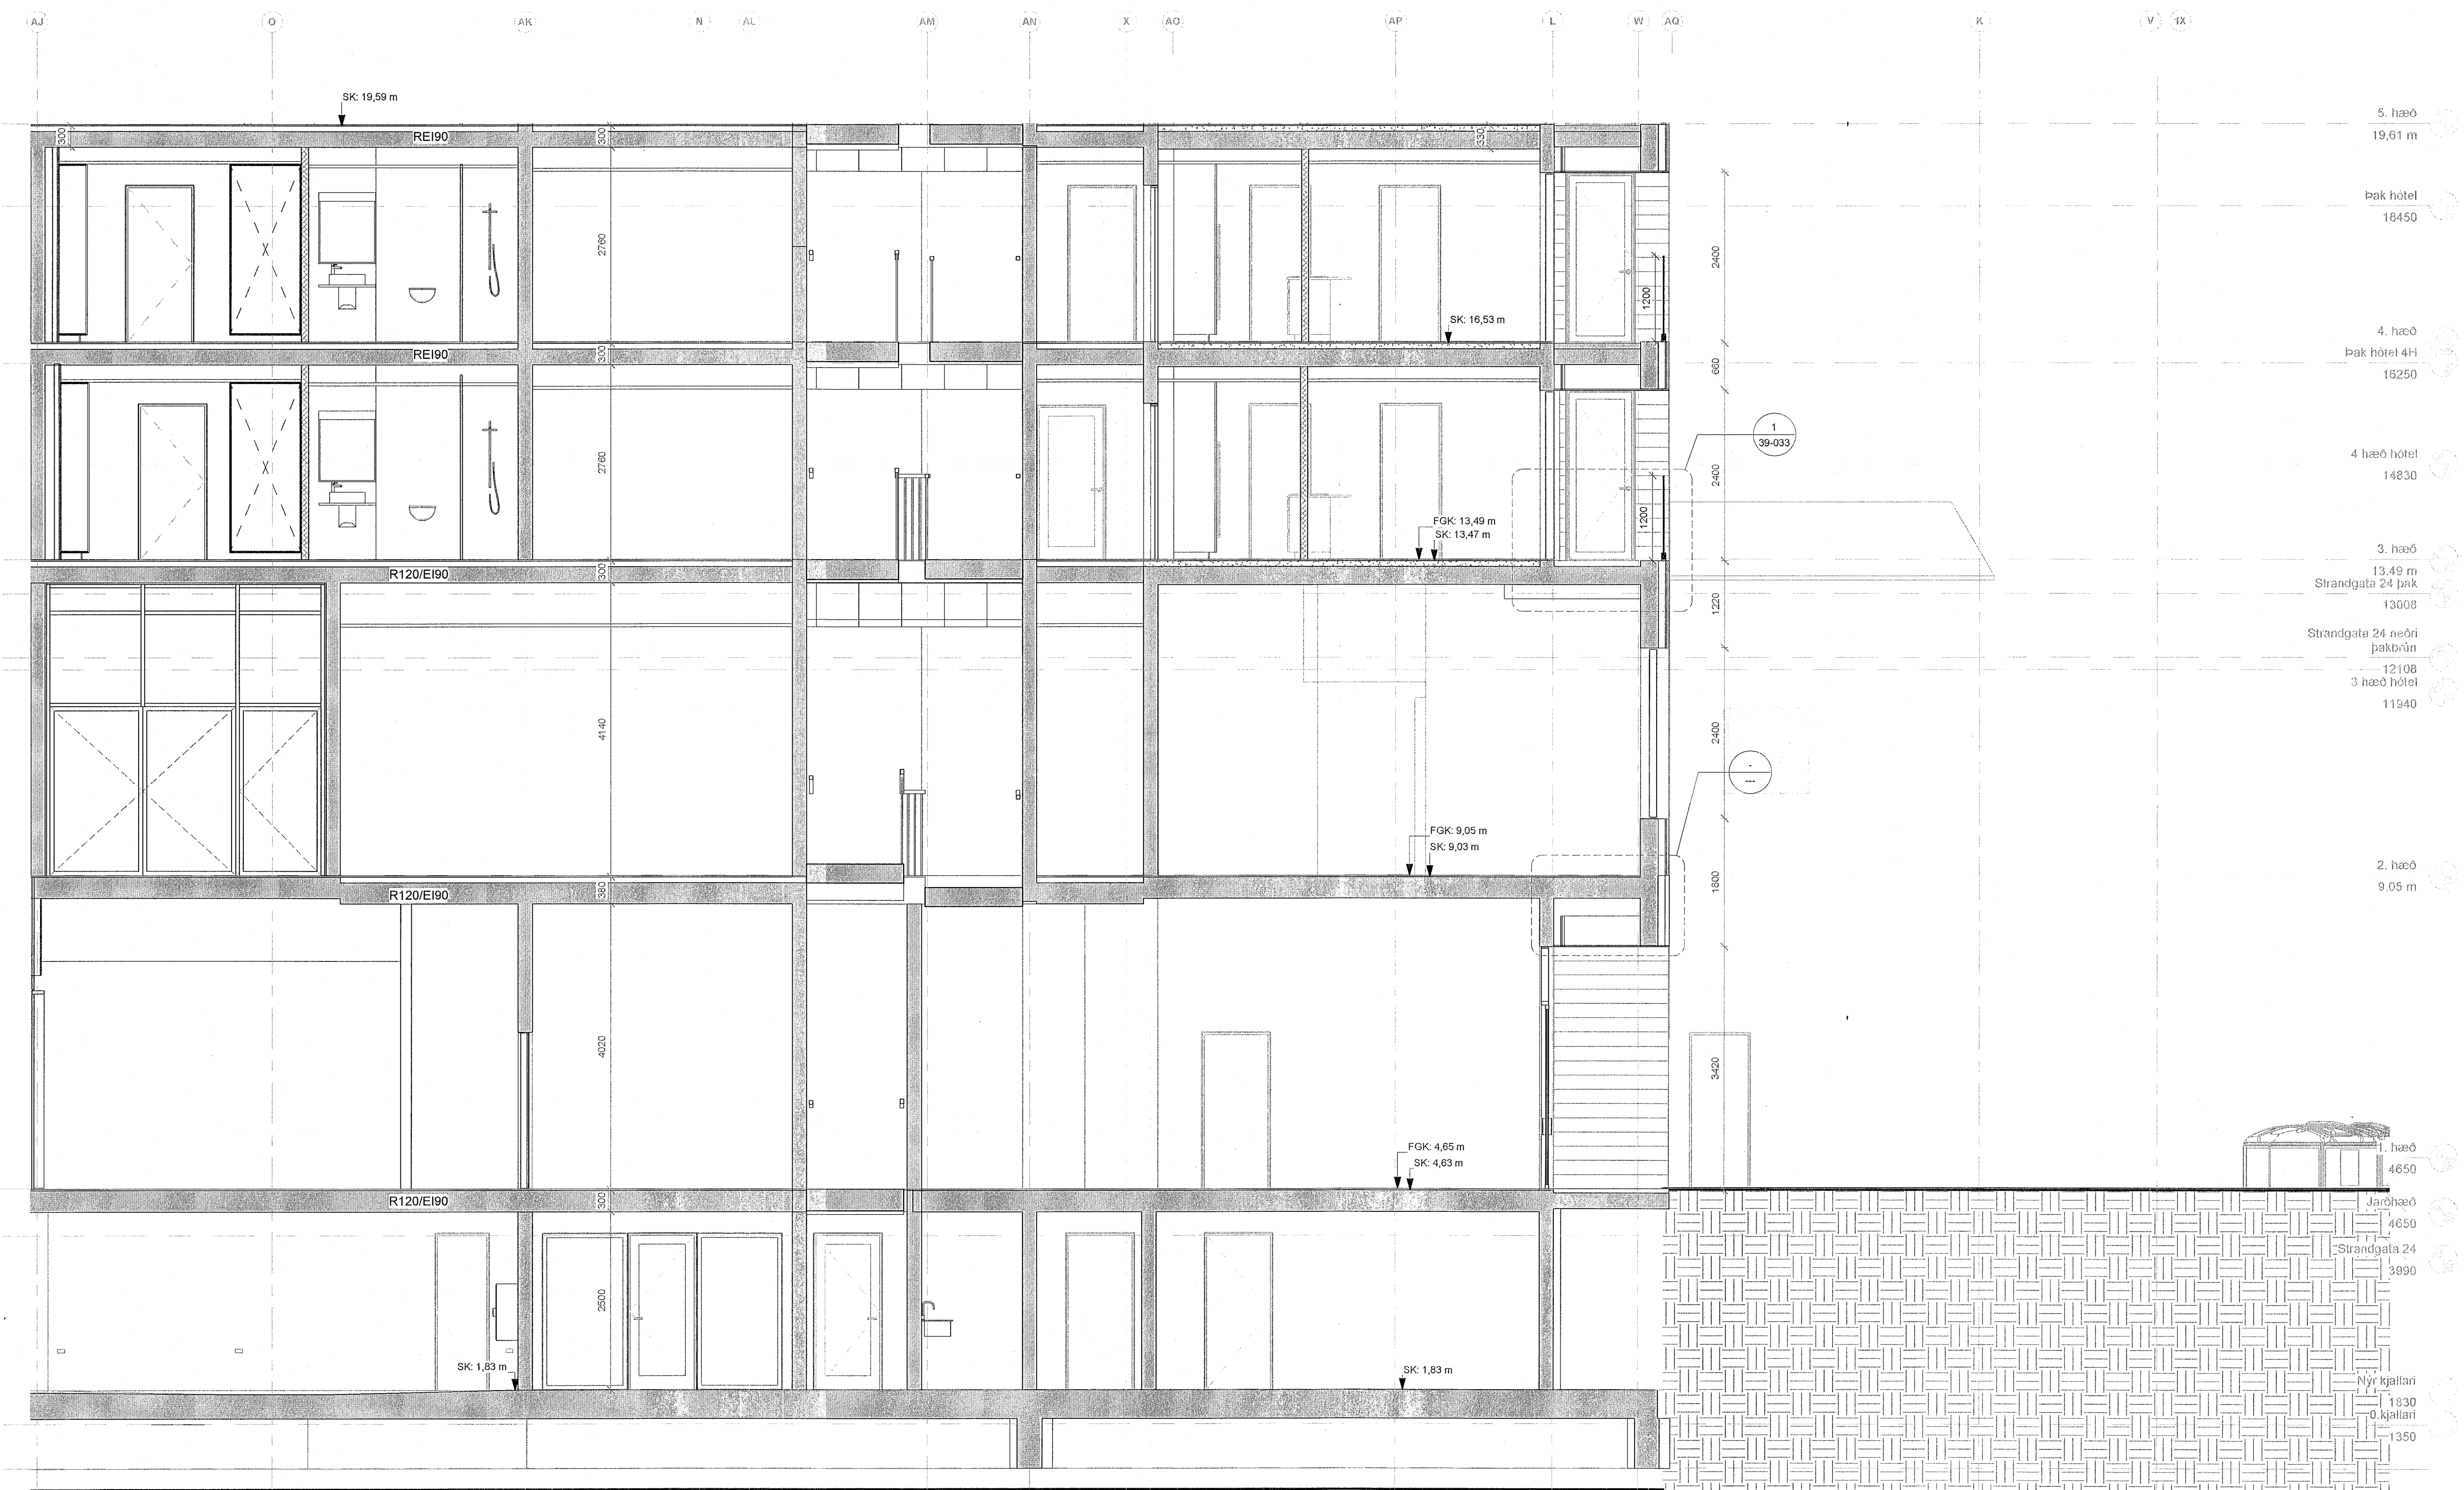 AJ O AK N AL AM AN X AO AP L W AQ K V 1X
SK: 19,59 m
5. hæð
19,61 m
300
REI90
300
330
Þak hótel
18450
2760
2400
1200
SK: 16,53 m
4. hæð
REI90
300
Þak hótel 4H
16250
660
1
39-033
4 hæð hótel
14830
2760
2400
1200
FGK: 13,49 m
SK: 13,47 m
3. hæð
13,49 m
R120/EI90
300
Strandgata 24 þak
13008
1220
Strandgata 24 neðri
þakbrún
12108
3 hæð hótel
11940
4140
2400
-
---
FGK: 9,05 m
SK: 9,03 m
2. hæð
9.05 m
R120/EI90
380
1800
4020
3420
FGK: 4,65 m
SK: 4,63 m
1. hæð
4650
R120/EI90
300
Jarðhæð
4650
Strandgata 24
3990
2500
SK: 1,83 m
SK: 1,83 m
Nýr kjallari
1830
0.kjallari
1350